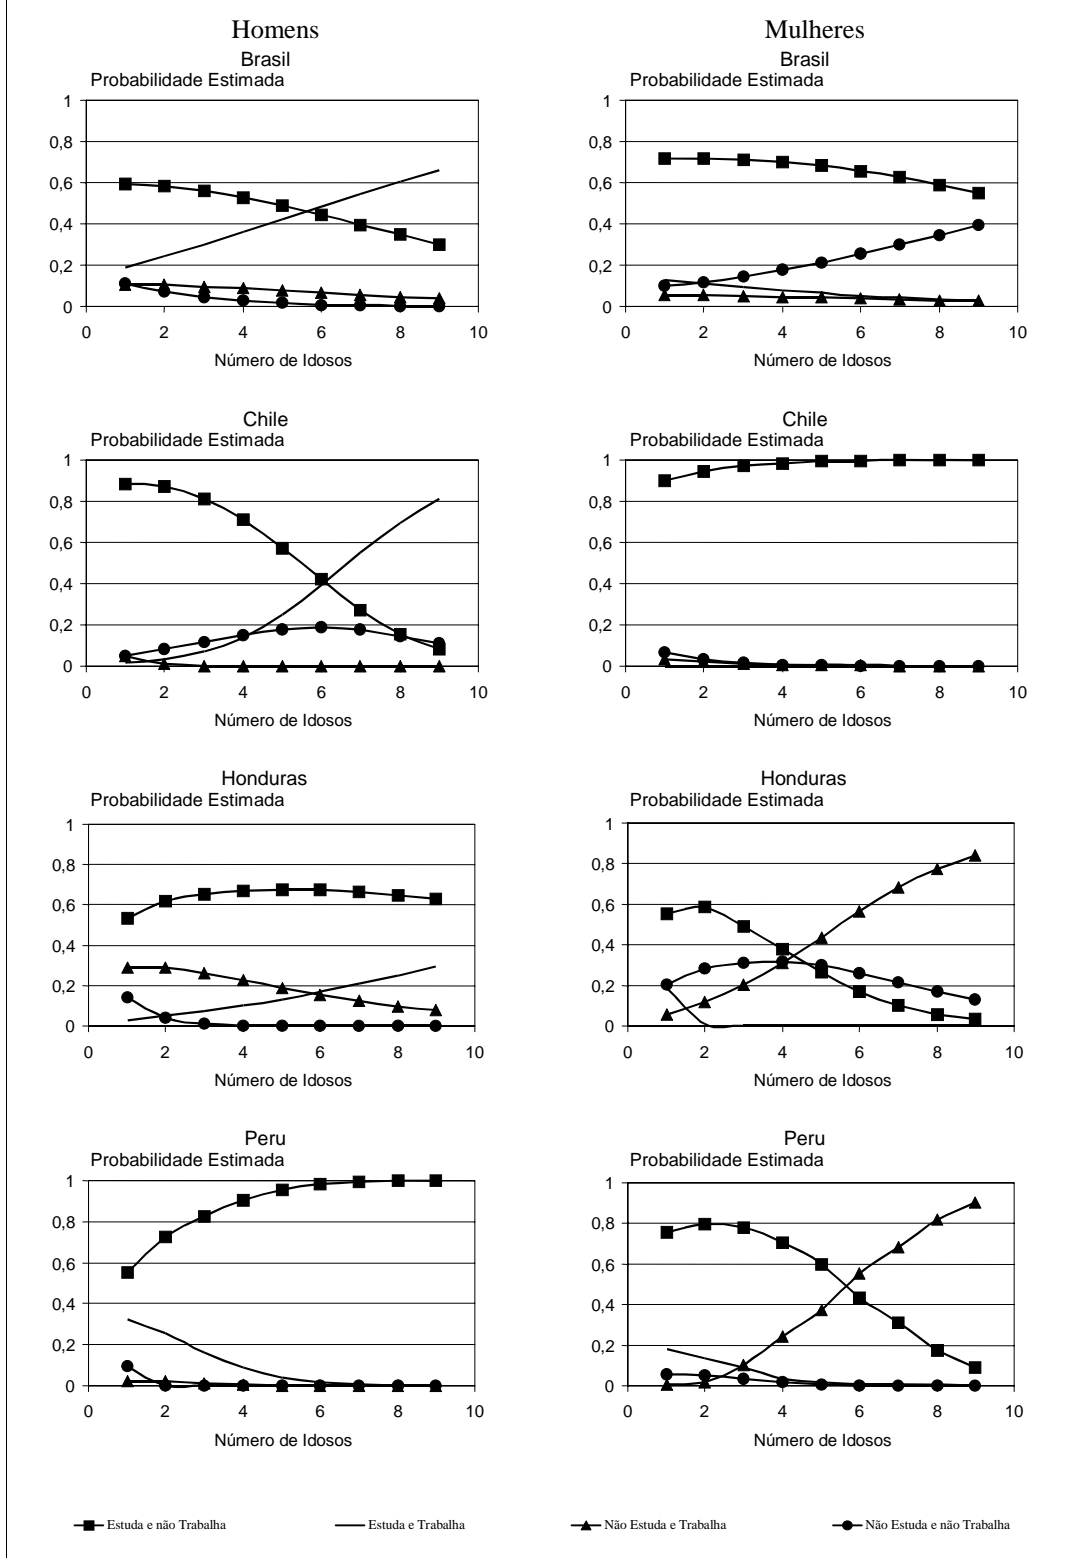 Homens
Mulheres
Brasil
Probabilidade Estimada
1
0,8
0,6
0,4
0,2
0
0 2 4 6 8 10
Número de Idosos
Brasil
Probabilidade Estimada
1
0,8
0,6
0,4
0,2
0
0 2 4 6 8 10
Número de Idosos
Chile
Probabilidade Estimada
1
0,8
0,6
0,4
0,2
0
0 2 4 6 8 10
Número de Idosos
Chile
Probabilidade Estimada
1
0,8
0,6
0,4
0,2
0
0 2 4 6 8 10
Número de Idosos
Honduras
Probabilidade Estimada
1
0,8
0,6
0,4
0,2
0
0 2 4 6 8 10
Número de Idosos
Honduras
Probabilidade Estimada
1
0,8
0,6
0,4
0,2
0
0 2 4 6 8 10
Número de Idosos
Peru
Probabilidade Estimada
1
0,8
0,6
0,4
0,2
0
0 2 4 6 8 10
Número de Idosos
Peru
Probabilidade Estimada
1
0,8
0,6
0,4
0,2
0
0 2 4 6 8 10
Número de Idosos
Estuda e não Trabalha
Estuda e Trabalha
Não Estuda e Trabalha
Não Estuda e não Trabalha